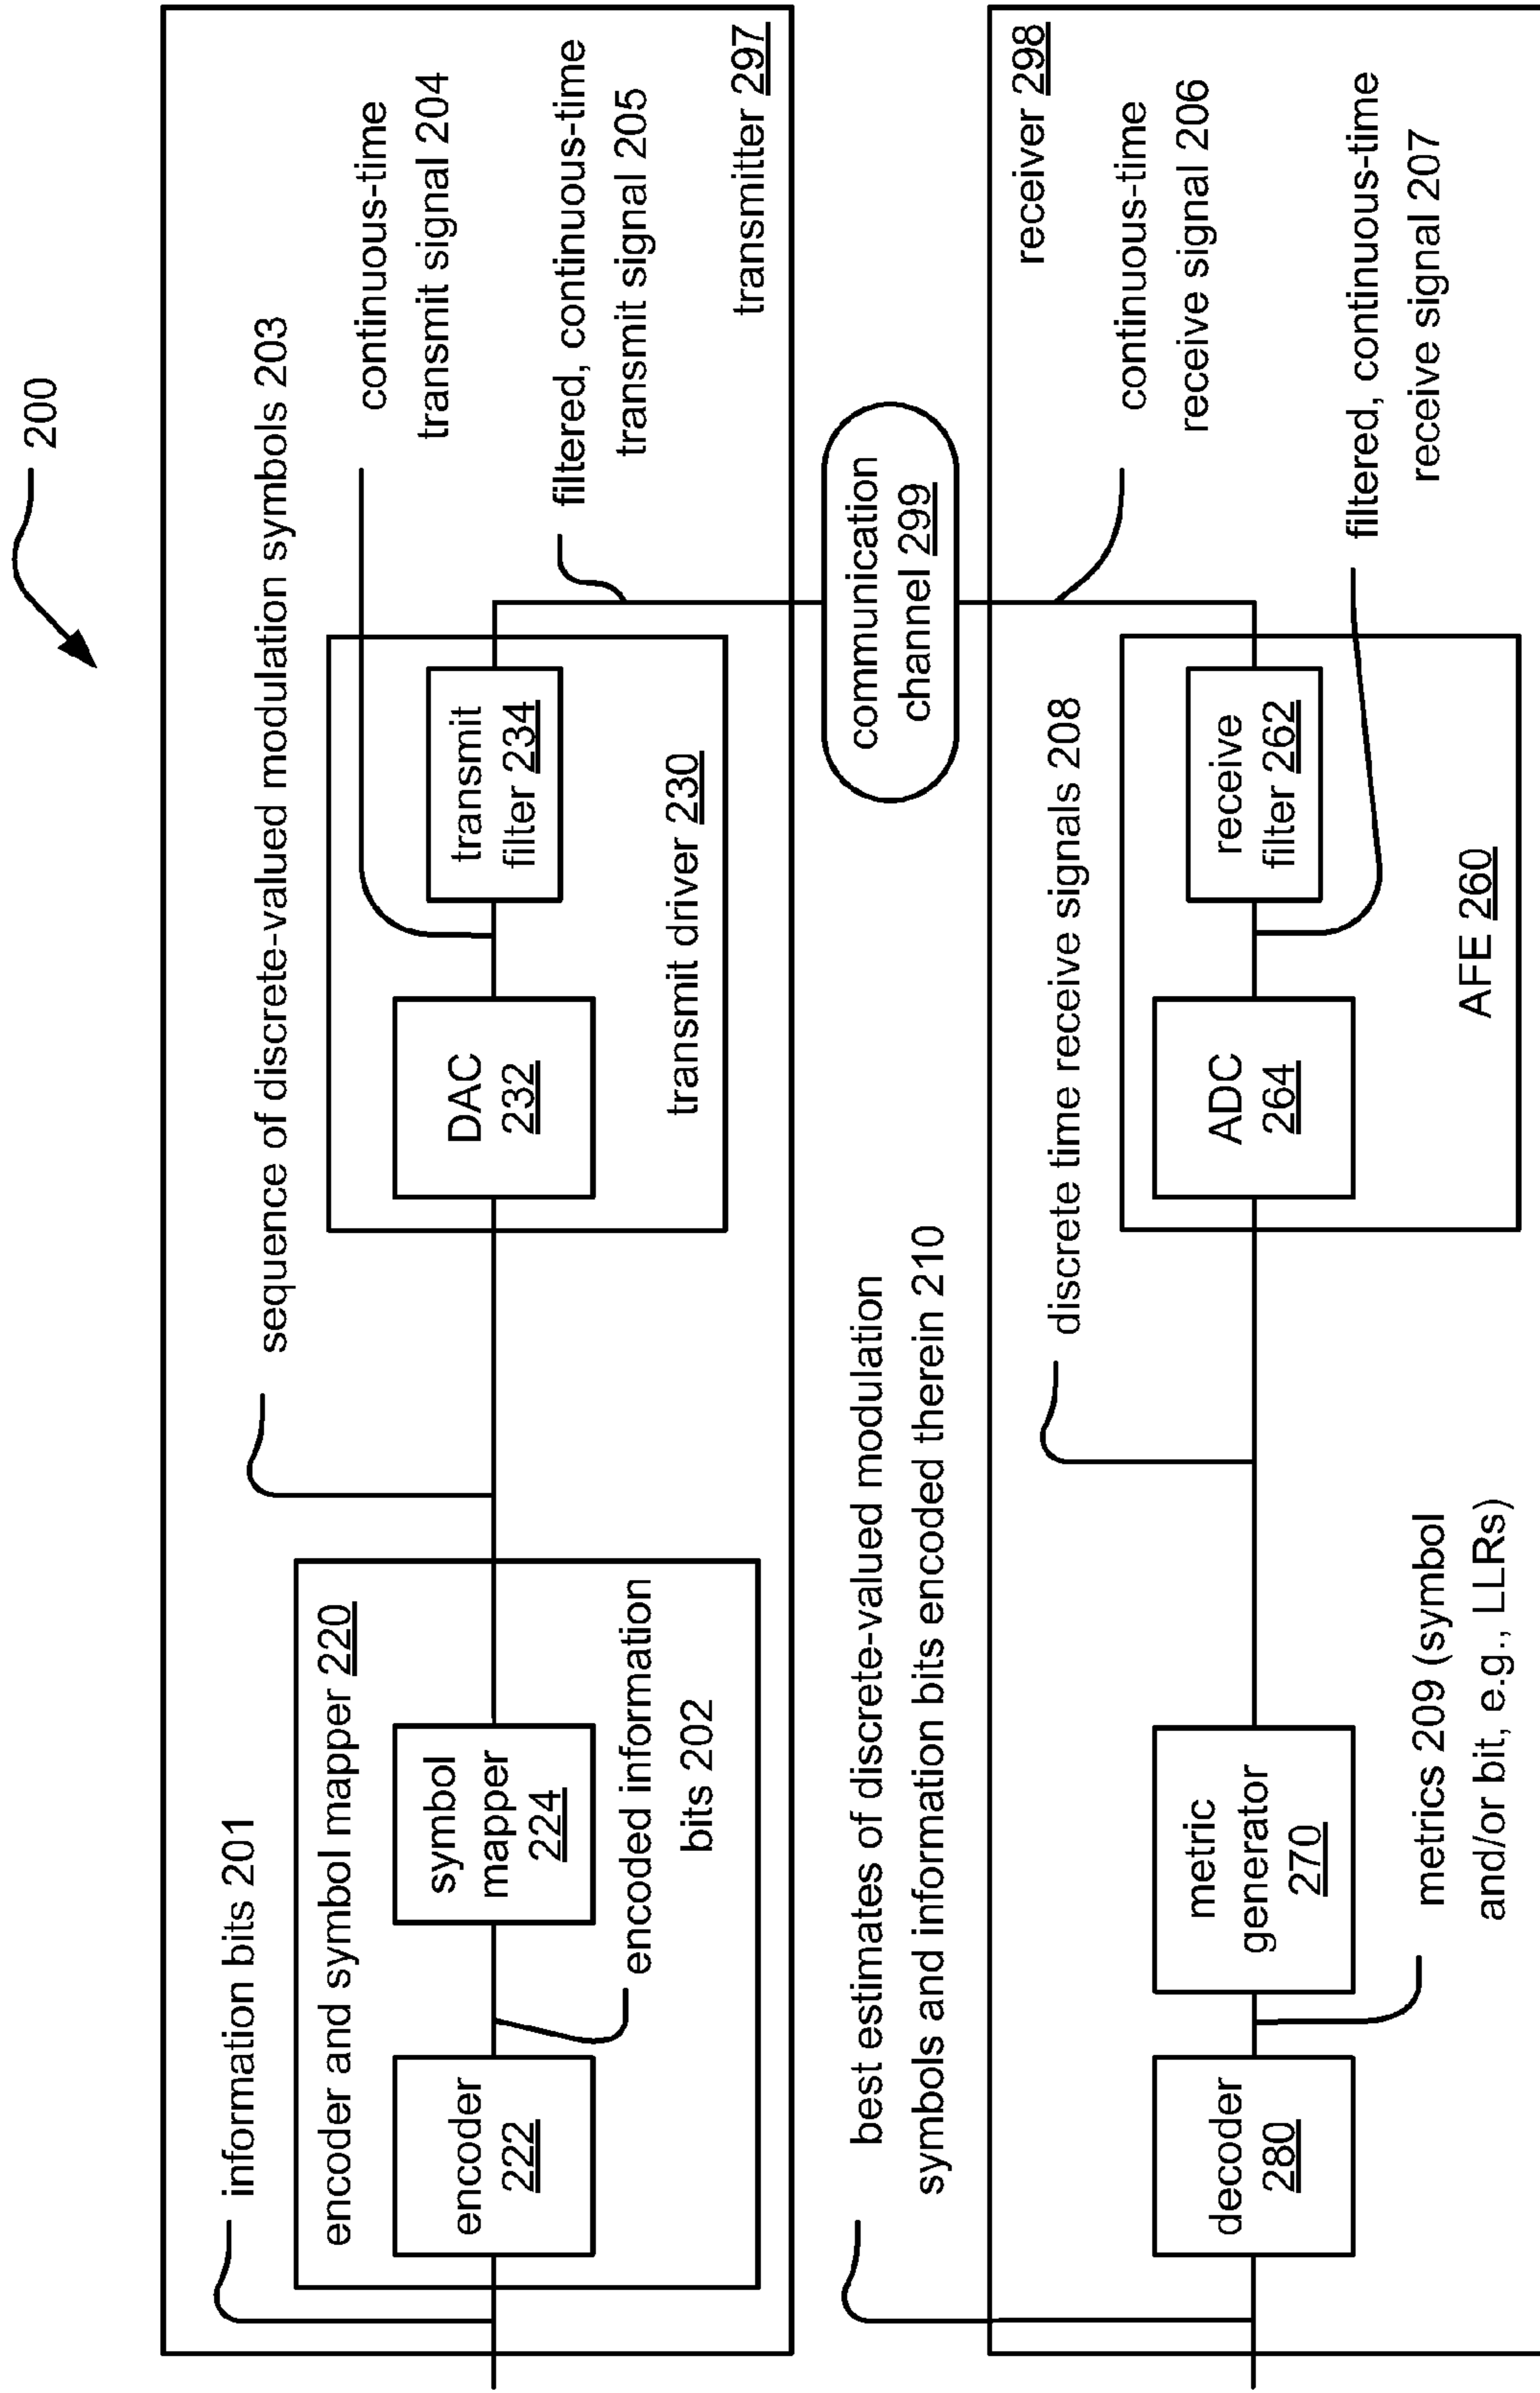 200
information bits 201
sequence of discrete-valued modulation symbols 203
encoder and symbol mapper 220
encoder
222
symbol
mapper
224
encoded information
bits 202
DAC
232
transmit
filter 234
transmit driver 230
continuous-time
transmit signal 204
filtered, continuous-time
transmit signal 205
transmitter 297
communication
channel 299
best estimates of discrete-valued modulation
symbols and information bits encoded therein 210
receiver 298
discrete time receive signals 208
continuous-time
receive signal 206
decoder
280
metric
generator
270
metrics 209 (symbol
and/or bit, e.g., LLRs)
ADC
264
receive
filter 262
AFE 260
filtered, continuous-time
receive signal 207